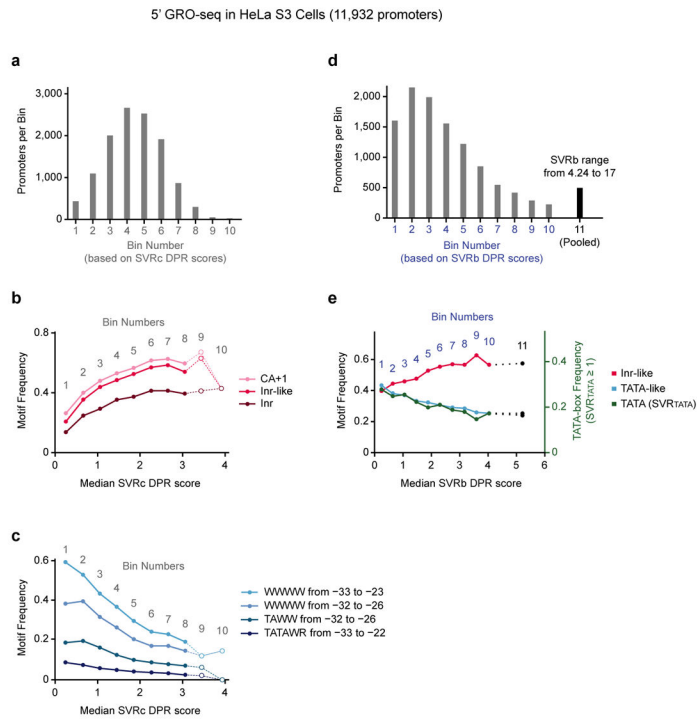 5' GRO-seq in HeLa S3 Cells (11,932 promoters)
a
3,000
2,000
1,000
0
Promoters per Bin
1 2 3 4 5 6 7 8 9 10
Bin Number
(based on SVRc DPR scores)
d
2,000
1,500
1,000
500
0
Promoters per Bin
SVRb range
from 4.24 to 17
1 2 3 4 5 6 7 8 9 10 11
(Pooled)
Bin Number
(based on SVRb DPR scores)
b
Bin Numbers
0.8
0.4
0
Motif Frequency
1 2 3 4 5 6 7 8 9 10
CA+1
Inr-like
Inr
0 1 2 3 4
Median SVRc DPR score
e
Bin Numbers
0.6
0.4
0.2
0
Motif Frequency
1 2 3 4 5 6 7 8 9 10 11
0.4
0.2
0
TATA-box Frequency
(SVRTATA ≥ 1)
Inr-like
TATA-like
TATA (SVRTATA)
0 1 2 3 4 5 6
Median SVRb DPR score
c
Bin Numbers
0.6
0.4
0.2
0
Motif Frequency
1 2 3 4 5 6 7 8 9 10
WWWW from −33 to −23
WWWW from −32 to −26
TAWW from −32 to −26
TATAWR from −33 to −22
0 1 2 3 4
Median SVRc DPR score